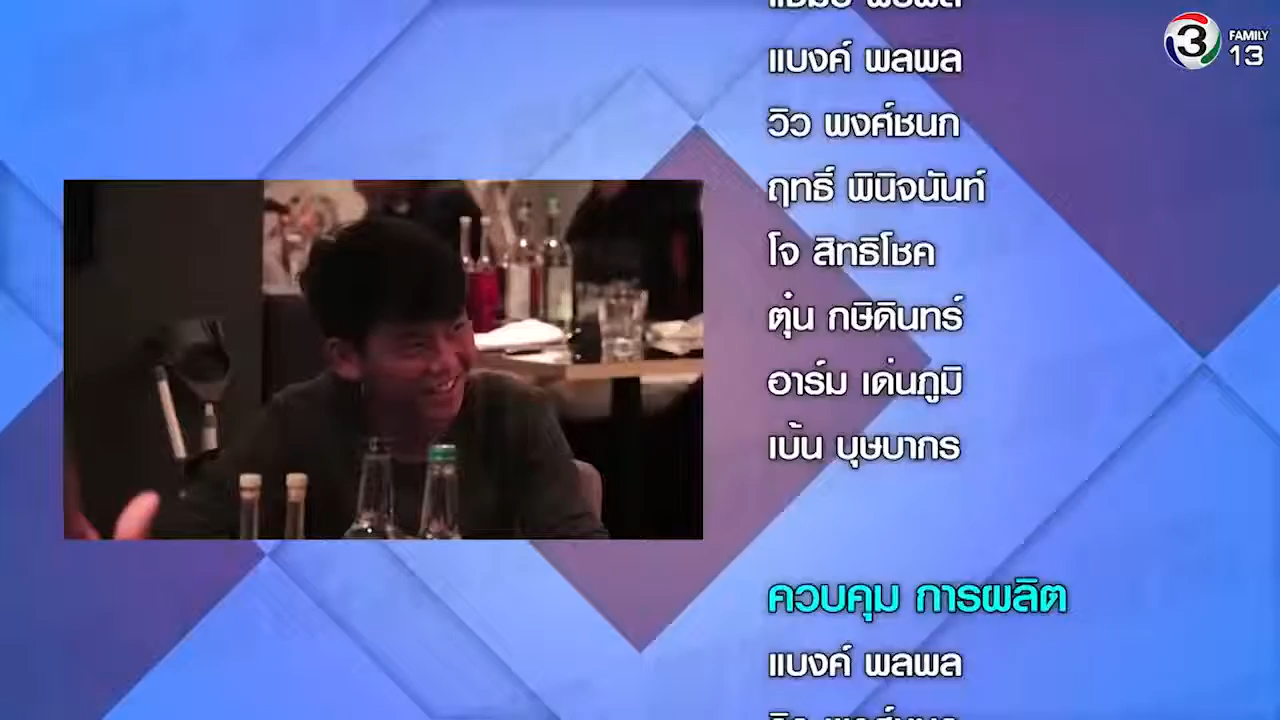 แบงค์ พลพล
วิว พงศ์ชนก
ฤทธิ์ พินิจนันท์
โจ สิทธิโชค
ตุ๋น กษิดินทร์
อาร์ม เด่นภูมิ
เบ้น บุษบากร
ควบคุม การผลิต
แบงค์ พลพล
3 FAMILY
13